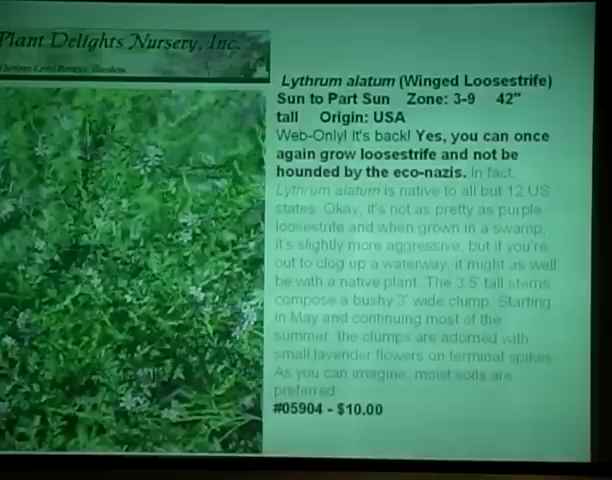 Plant Delights Nursery, Inc.
Lythrum alatum (Winged Loosestrife)
Sun to Part Sun Zone: 3-9 42"
tall Origin: USA
Web-Only! It's back! Yes, you can once
again grow loosestrife and not be
hounded by the eco-nazis. In fact,
Lythrum alatum is native to all but 12 US
states. Okay, it's not as pretty as purple
loosestrife and when grown in a swamp,
it's slightly more aggressive, but if you're
out to clog up a waterway, it might as well
be with a native plant. The 3.5' tall stems
compose a bushy 3' wide clump. Starting
in May and continuing most of the
summer, the clumps are adorned with
small lavender flowers on terminal spikes.
As you can imagine, moist soils are
preferred.
#05904 - $10.00